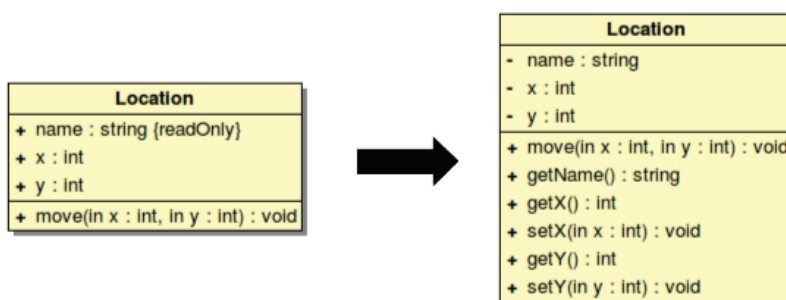 Location
+ name : string {readOnly}
+ x : int
+ y : int
+ move(in x : int, in y : int) : void
Location
- name : string
- x : int
- y : int
+ move(in x : int, in y : int) : void
+ getName() : string
+ getX() : int
+ setX(in x : int) : void
+ getY() : int
+ setY(in y : int) : void